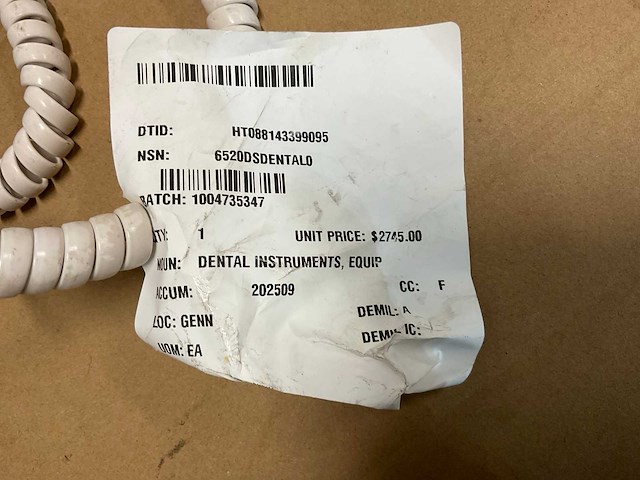 DTID: HT088143399095
NSN: 6520DSDENTAL0
BATCH: 1004735347
QTY: 1 UNIT PRICE: $2745.00
NOUN: DENTAL INSTRUMENTS, EQUIP
ACCUM: 202509 CC: F
LOC: GENN DEMIL: A
UOM: EA DEMIL IC: